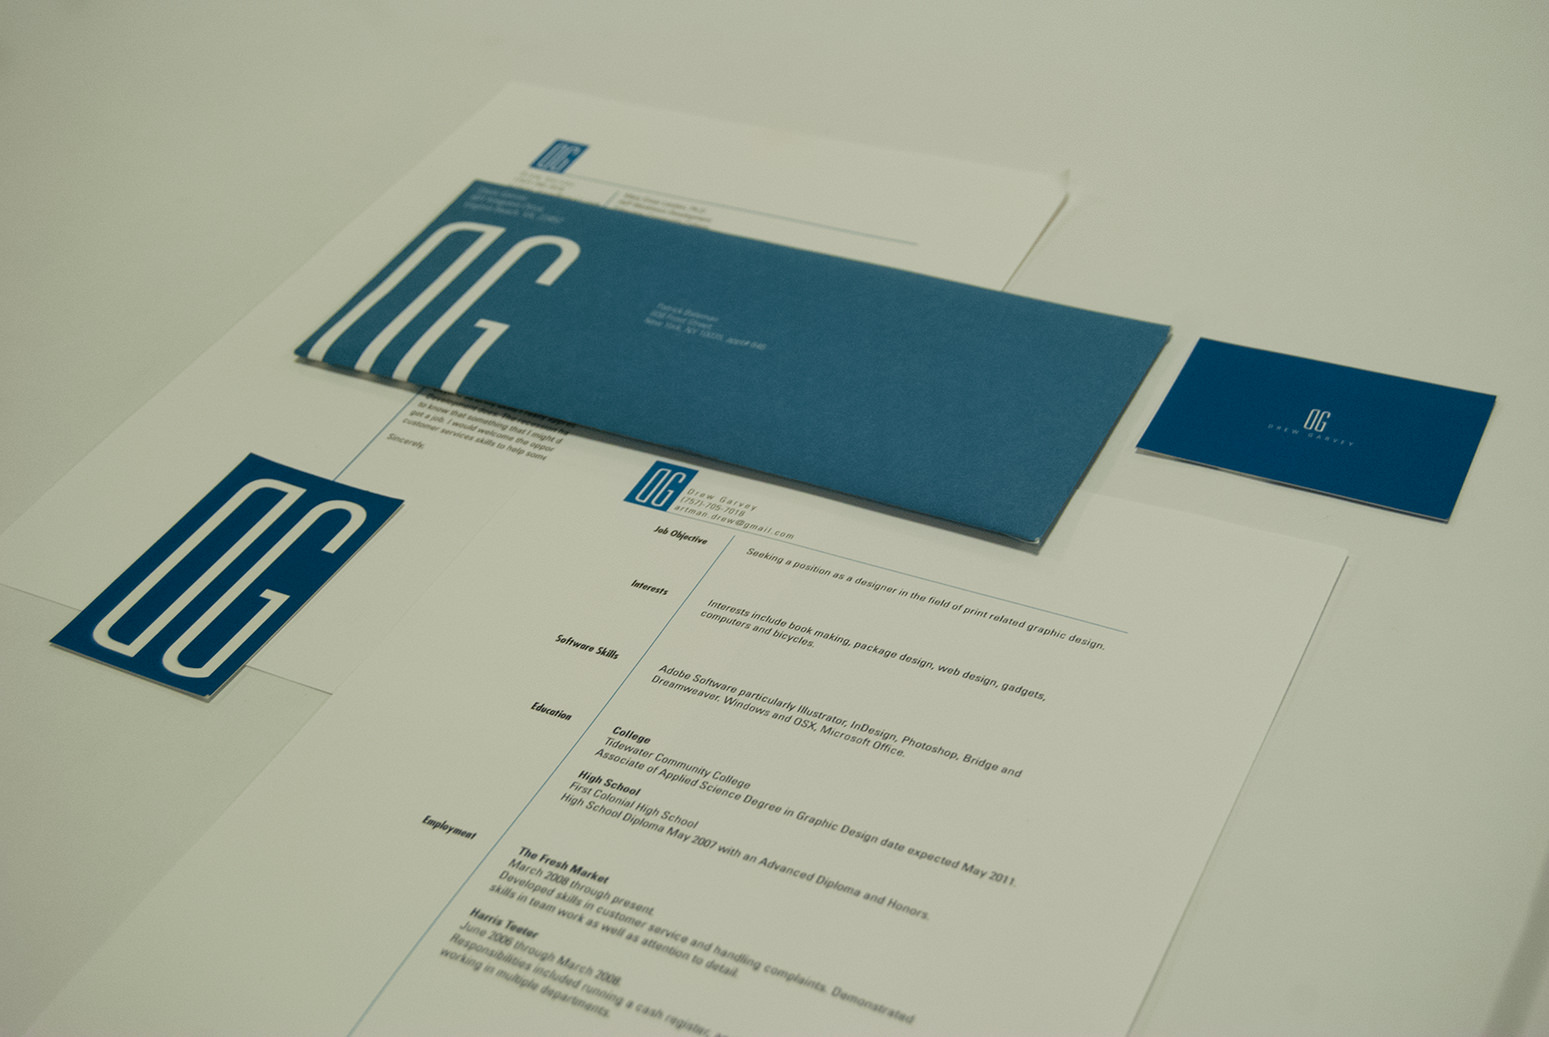 DG
DG
Patrick Bateman
New York, NY 10020,
to know that something that I might d
get a job. I would welcome the oppor
customer services skills to help some
Sincerely,
DG
DREW GARVEY
DG
DG
Drew Garvey
(757)-705-7018
artman.drew@gmail.com
Job Objective
Seeking a position as a designer in the field of print related graphic design.
Interests
Interests include book making, package design, web design, gadgets,
computers and bicycles.
Software Skills
Adobe Software particularly Illustrator, InDesign, Photoshop, Bridge and
Dreamweaver, Windows and OSX, Microsoft Office.
Education
College
Tidewater Community College
Associate of Applied Science Degree in Graphic Design date expected May 2011.
High School
First Colonial High School
High School Diploma May 2007 with an Advanced Diploma and Honors.
Employment
The Fresh Market
March 2008 through present.
Developed skills in customer service and handling complaints. Demonstrated
skills in team work as well as attention to detail.
Harris Teeter
June 2006 through March 2008.
Responsibilities included running a cash register,
working in multiple departments.